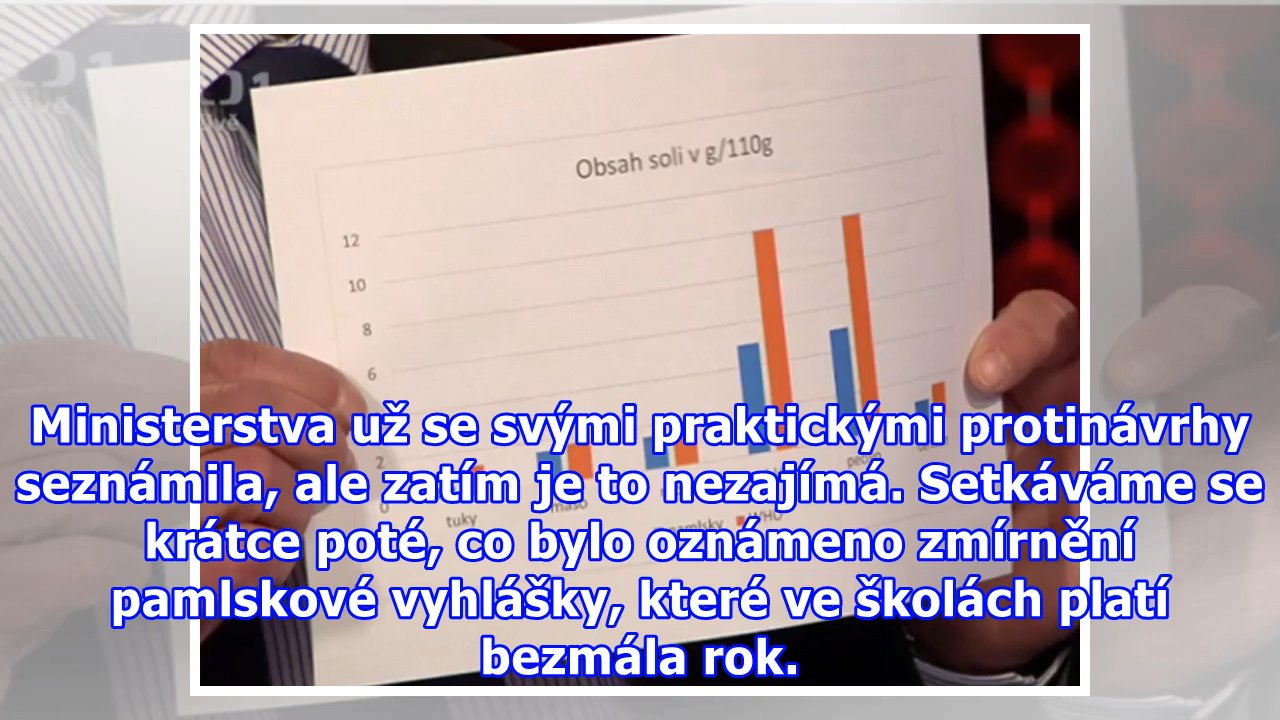 Obsah soli v g/110g
12
10
8
6
2
0
tuky
maso
pamlsky
WHO
Ministerstva už se svými praktickými protinávrhy
seznámila, ale zatím je to nezajímá. Setkáváme se
krátce poté, co bylo oznámeno zmírnění
pamlskové vyhlášky, které ve školách platí
bezmála rok.